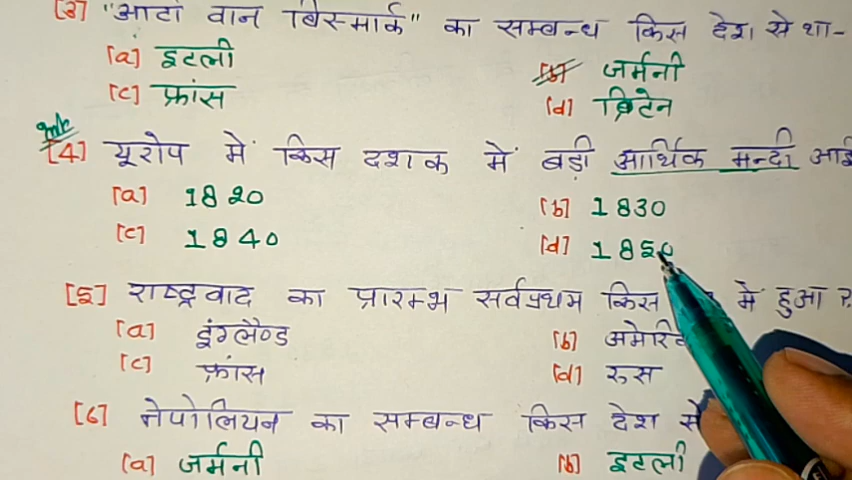 [3] "आटो वान बिस्मार्क" का सम्बन्ध किस देश से था-
[a] इटली [b] जर्मनी
[c] फ्रांस [d] ब्रिटेन
[4] यूरोप में किस दशक में बड़ी आर्थिक मन्दी आई
[a] 1820 [b] 1830
[c] 1840 [d] 1850
[5] राष्ट्रवाद का प्रारम्भ सर्वप्रथम किस में हुआ ?
[a] इंग्लैण्ड [b]
[c] फ्रांस [d] रुस
[6] नेपोलियन का सम्बन्ध किस देश से
[a] जर्मनी [b] इटली